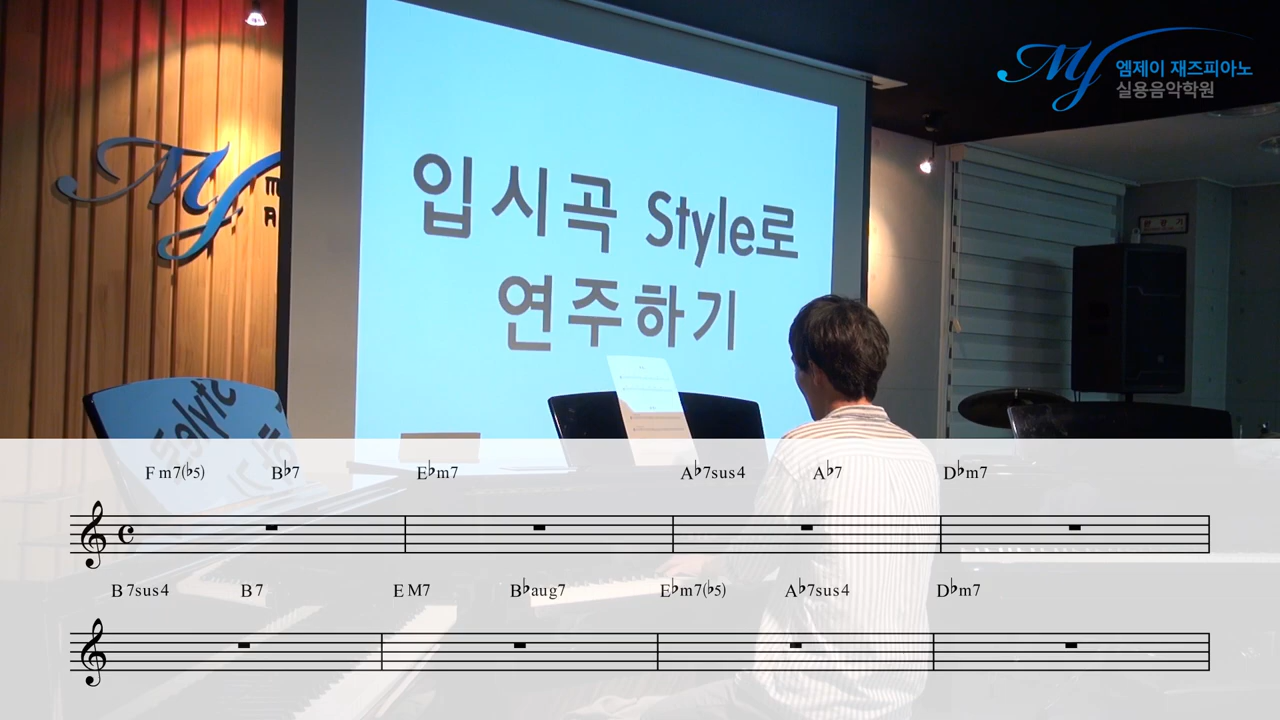 엠제이 재즈피아노
실용음악학원
입시곡 Style로
연주하기
Fm7(♭5) B♭7 E♭m7 A♭7sus4 A♭7 D♭m7
B7sus4 B7 EM7 B♭aug7 E♭m7(♭5) A♭7sus4 D♭m7